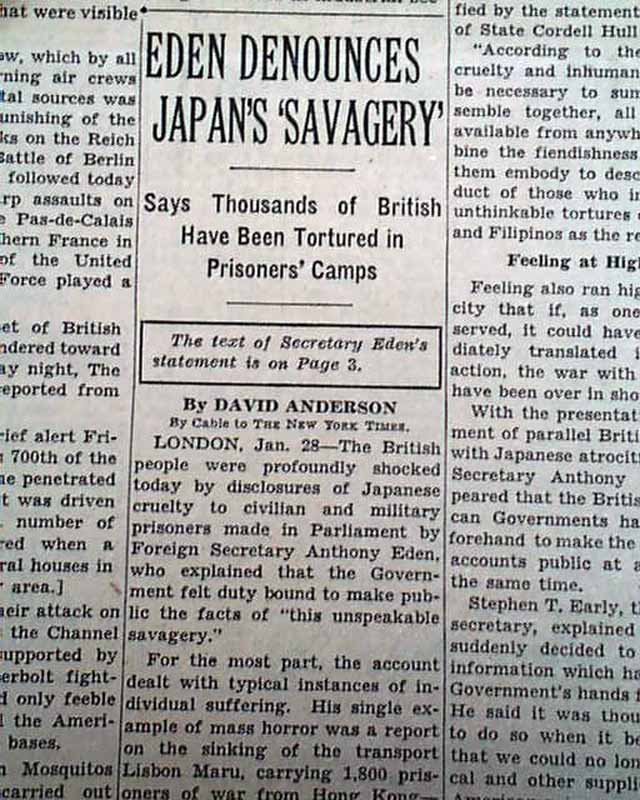 hat were visible
w, which by all
rning air crews
tal sources was
unishing of the
ks on the Reich
Battle of Berlin
followed today
rp assaults on
e Pas-de-Calais
hern France in
of the United
Force played a
et of British
ndered toward
ay night, The
eported from
rief alert Fri-
700th of the
ne penetrated
t was driven
number of
red when a
ral houses in
area.]
heir attack on
the Channel
supported by
erbolt fight-
d only feeble
l the Ameri-
bases.
n Mosquitos
carried out
EDEN DENOUNCES
JAPAN'S 'SAVAGERY'
Says Thousands of British
Have Been Tortured in
Prisoners' Camps
The text of Secretary Eden's
statement is on Page 3.
By DAVID ANDERSON
By Cable to THE NEW YORK TIMES.
LONDON, Jan. 28—The British
people were profoundly shocked
today by disclosures of Japanese
cruelty to civilian and military
prisoners made in Parliament by
Foreign Secretary Anthony Eden,
who explained that the Govern-
ment felt duty bound to make pub-
lic the facts of "this unspeakable
savagery."
For the most part, the account
dealt with typical instances of in-
dividual suffering. His single ex-
ample of mass horror was a report
on the sinking of the transport
Lisbon Maru, carrying 1,800 pris-
oners of war from Hong Kong—
fied by the statement
of State Cordell Hull
"According to the
cruelty and inhuman
be necessary to sum
semble together, all
available from anywh
bine the fiendishness
them embody to desc
duct of those who i
unthinkable tortures
and Filipinos as the re
Feeling at Hig
Feeling also ran hig
city that if, as one
served, it could have
diately translated i
action, the war with
have been over in sho
With the presentat
ment of parallel Briti
with Japanese atrociti
Secretary Anthony
peared that the Britis
can Governments ha
forehand to make the
accounts public at a
the same time.
Stephen T. Early, t
secretary, explained
suddenly decided to
information which ha
Government's hands
He said it was thou
to do so when it be
that we could no lon
cal and other suppli